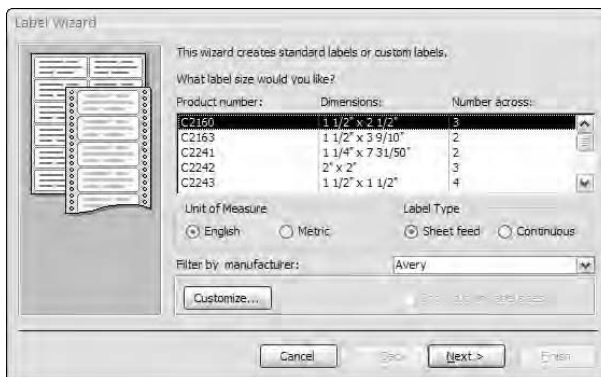 Label Wizard
This wizard creates standard labels or custom labels.
What label size would you like?
Product number: Dimensions: Number across:
C2160 1 1/2" x 2 1/2" 3
C2163 1 1/2" x 3 9/10" 2
C2241 1 1/4" x 7 31/50" 2
C2242 2" x 2" 3
C2243 1 1/2" x 1 1/2" 4
Unit of Measure Label Type
English Metric Sheet feed Continuous
Filter by manufacturer: Avery
Customize...
Cancel Back Next > Finish